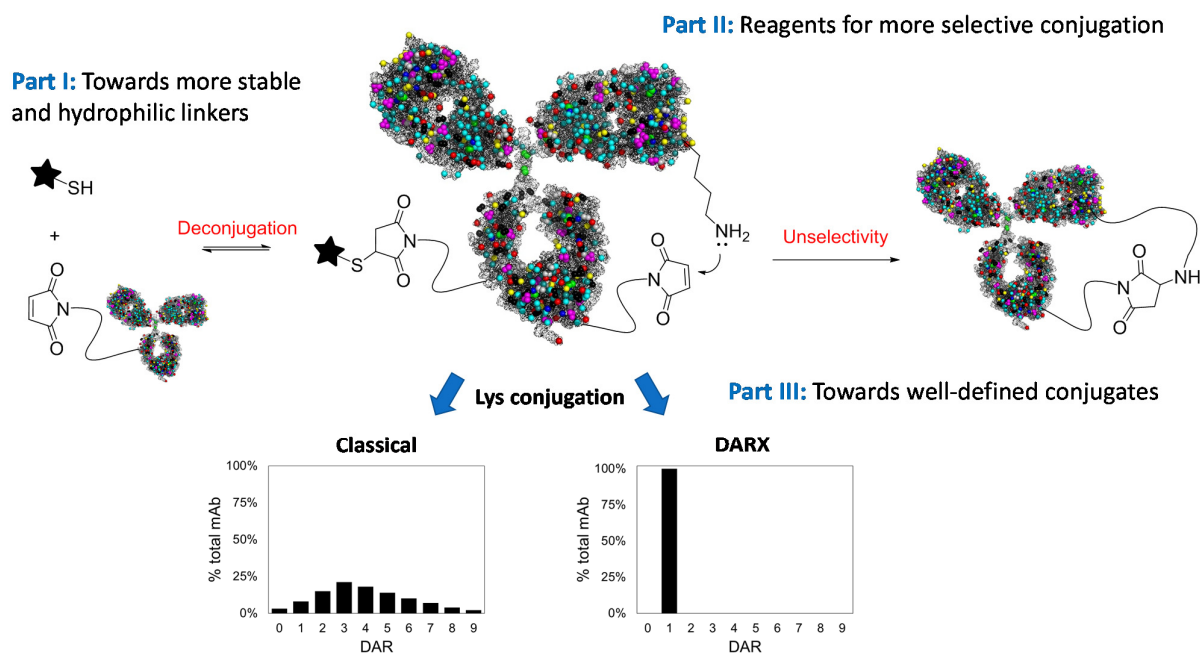 Part II: Reagents for more selective conjugation
Part I: Towards more stable
and hydrophilic linkers
SH
+
O
N
O
Deconjugation
O
N
S
O
NH2
O
N
O
Unselectivity
O
N
NH
O
Lys conjugation
Part III: Towards well-defined conjugates
Classical
100%
75%
50%
25%
0%
% total mAb
0 1 2 3 4 5 6 7 8 9
DAR
DARX
100%
75%
50%
25%
0%
% total mAb
0 1 2 3 4 5 6 7 8 9
DAR